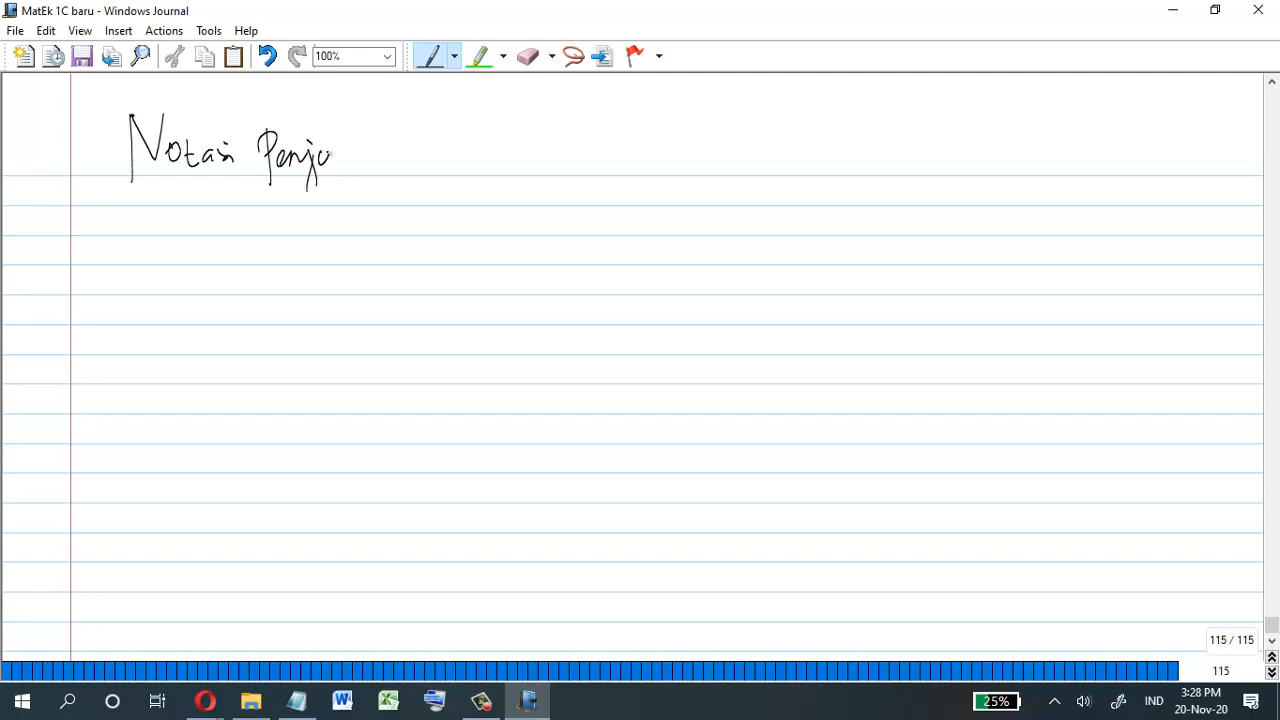 MatEk 1C baru - Windows Journal
File Edit View Insert Actions Tools Help
100%
Notasi Penja
115 / 115
115
25% IND 3:28 PM
20-Nov-20